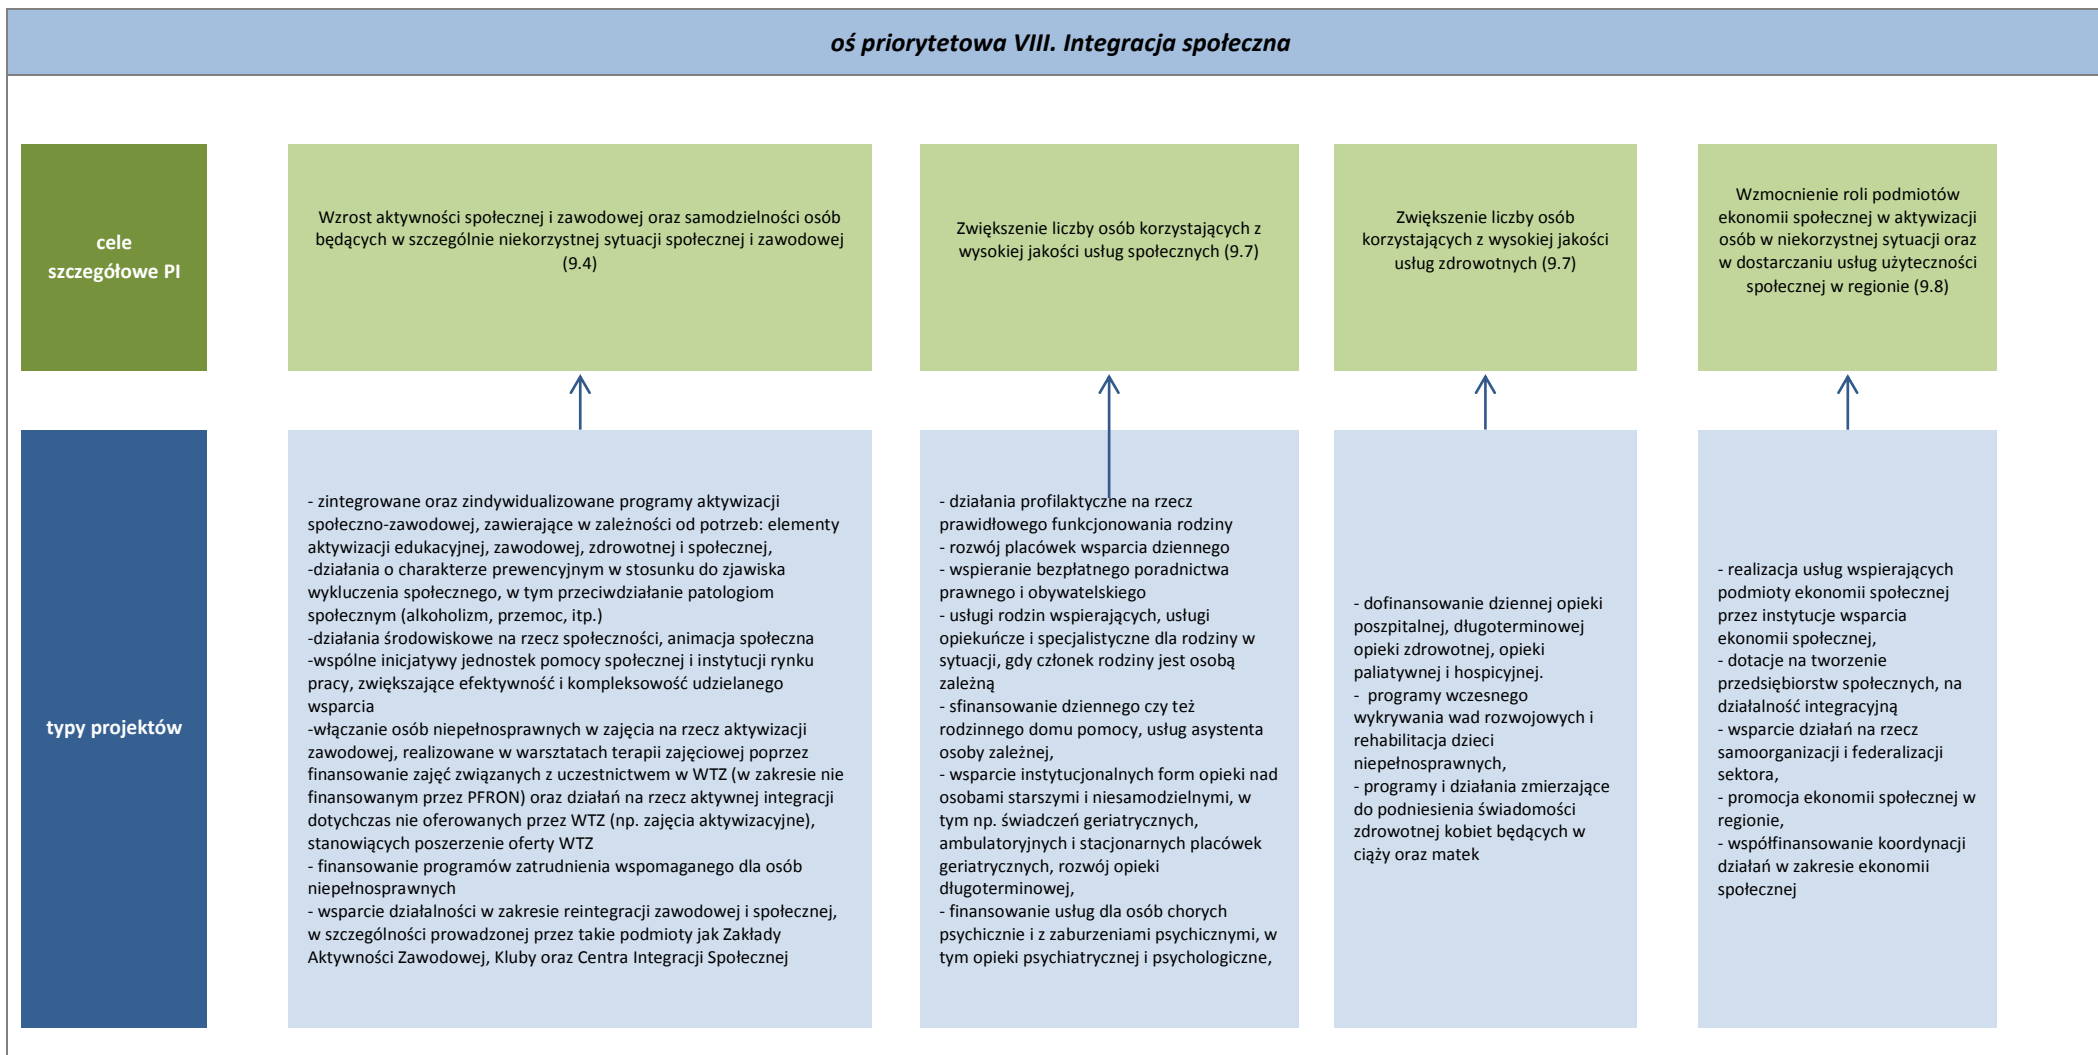 oś priorytetowa VIII. Integracja społeczna
cele
szczegółowe PI
Wzrost aktywności społecznej i zawodowej oraz samodzielności osób
będących w szczególnie niekorzystnej sytuacji społecznej i zawodowej
(9.4)
Zwiększenie liczby osób korzystających z
wysokiej jakości usług społecznych (9.7)
Zwiększenie liczby osób
korzystających z wysokiej jakości
usług zdrowotnych (9.7)
Wzmocnienie roli podmiotów
ekonomii społecznej w aktywizacji
osób w niekorzystnej sytuacji oraz
w dostarczaniu usług użyteczności
społecznej w regionie (9.8)
typy projektów
- zintegrowane oraz zindywidualizowane programy aktywizacji
społeczno-zawodowej, zawierające w zależności od potrzeb: elementy
aktywizacji edukacyjnej, zawodowej, zdrowotnej i społecznej,
-działania o charakterze prewencyjnym w stosunku do zjawiska
wykluczenia społecznego, w tym przeciwdziałanie patologiom
społecznym (alkoholizm, przemoc, itp.)
-działania środowiskowe na rzecz społeczności, animacja społeczna
-wspólne inicjatywy jednostek pomocy społecznej i instytucji rynku
pracy, zwiększające efektywność i kompleksowość udzielanego
wsparcia
-włączanie osób niepełnosprawnych w zajęcia na rzecz aktywizacji
zawodowej, realizowane w warsztatach terapii zajęciowej poprzez
finansowanie zajęć związanych z uczestnictwem w WTZ (w zakresie nie
finansowanym przez PFRON) oraz działań na rzecz aktywnej integracji
dotychczas nie oferowanych przez WTZ (np. zajęcia aktywizacyjne),
stanowiących poszerzenie oferty WTZ
- finansowanie programów zatrudnienia wspomaganego dla osób
niepełnosprawnych
- wsparcie działalności w zakresie reintegracji zawodowej i społecznej,
w szczególności prowadzonej przez takie podmioty jak Zakłady
Aktywności Zawodowej, Kluby oraz Centra Integracji Społecznej
- działania profilaktyczne na rzecz
prawidłowego funkcjonowania rodziny
- rozwój placówek wsparcia dziennego
- wspieranie bezpłatnego poradnictwa
prawnego i obywatelskiego
- usługi rodzin wspierających, usługi
opiekuńcze i specjalistyczne dla rodziny w
sytuacji, gdy członek rodziny jest osobą
zależną
- sfinansowanie dziennego czy też
rodzinnego domu pomocy, usług asystenta
osoby zależnej,
- wsparcie instytucjonalnych form opieki nad
osobami starszymi i niesamodzielnymi, w
tym np. świadczeń geriatrycznych,
ambulatoryjnych i stacjonarnych placówek
geriatrycznych, rozwój opieki
długoterminowej,
- finansowanie usług dla osób chorych
psychicznie i z zaburzeniami psychicznymi, w
tym opieki psychiatrycznej i psychologiczne,
- dofinansowanie dziennej opieki
poszpitalnej, długoterminowej
opieki zdrowotnej, opieki
paliatywnej i hospicyjnej.
- programy wczesnego
wykrywania wad rozwojowych i
rehabilitacja dzieci
niepełnosprawnych,
- programy i działania zmierzające
do podniesienia świadomości
zdrowotnej kobiet będących w
ciąży oraz matek
- realizacja usług wspierających
podmioty ekonomii społecznej
przez instytucje wsparcia
ekonomii społecznej,
- dotacje na tworzenie
przedsiębiorstw społecznych, na
działalność integracyjną
- wsparcie działań na rzecz
samoorganizacji i federalizacji
sektora,
- promocja ekonomii społecznej w
regionie,
- współfinansowanie koordynacji
działań w zakresie ekonomii
społecznej